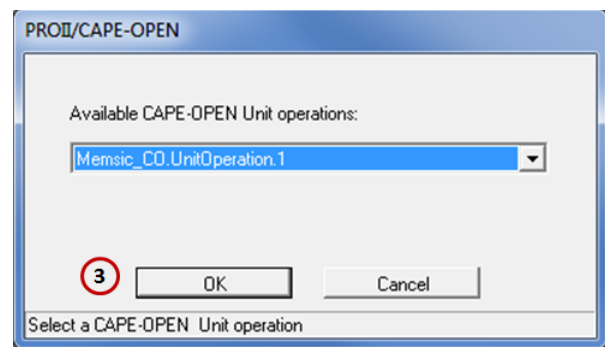 PROII/CAPE-OPEN
Available CAPE-OPEN Unit operations:
Memsic_CO.UnitOperation.1
3 OK Cancel
Select a CAPE-OPEN Unit operation